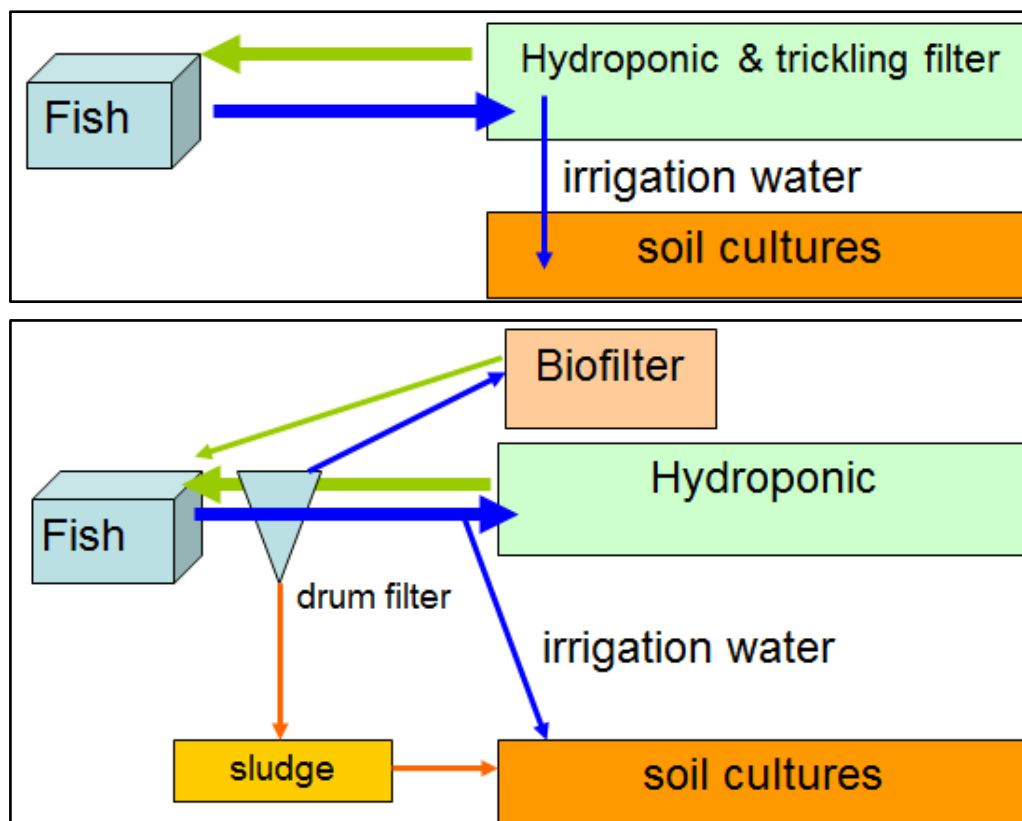 Hydroponic & trickling filter
Fish
irrigation water
soil cultures
Biofilter
Hydroponic
Fish
drum filter
irrigation water
sludge
soil cultures